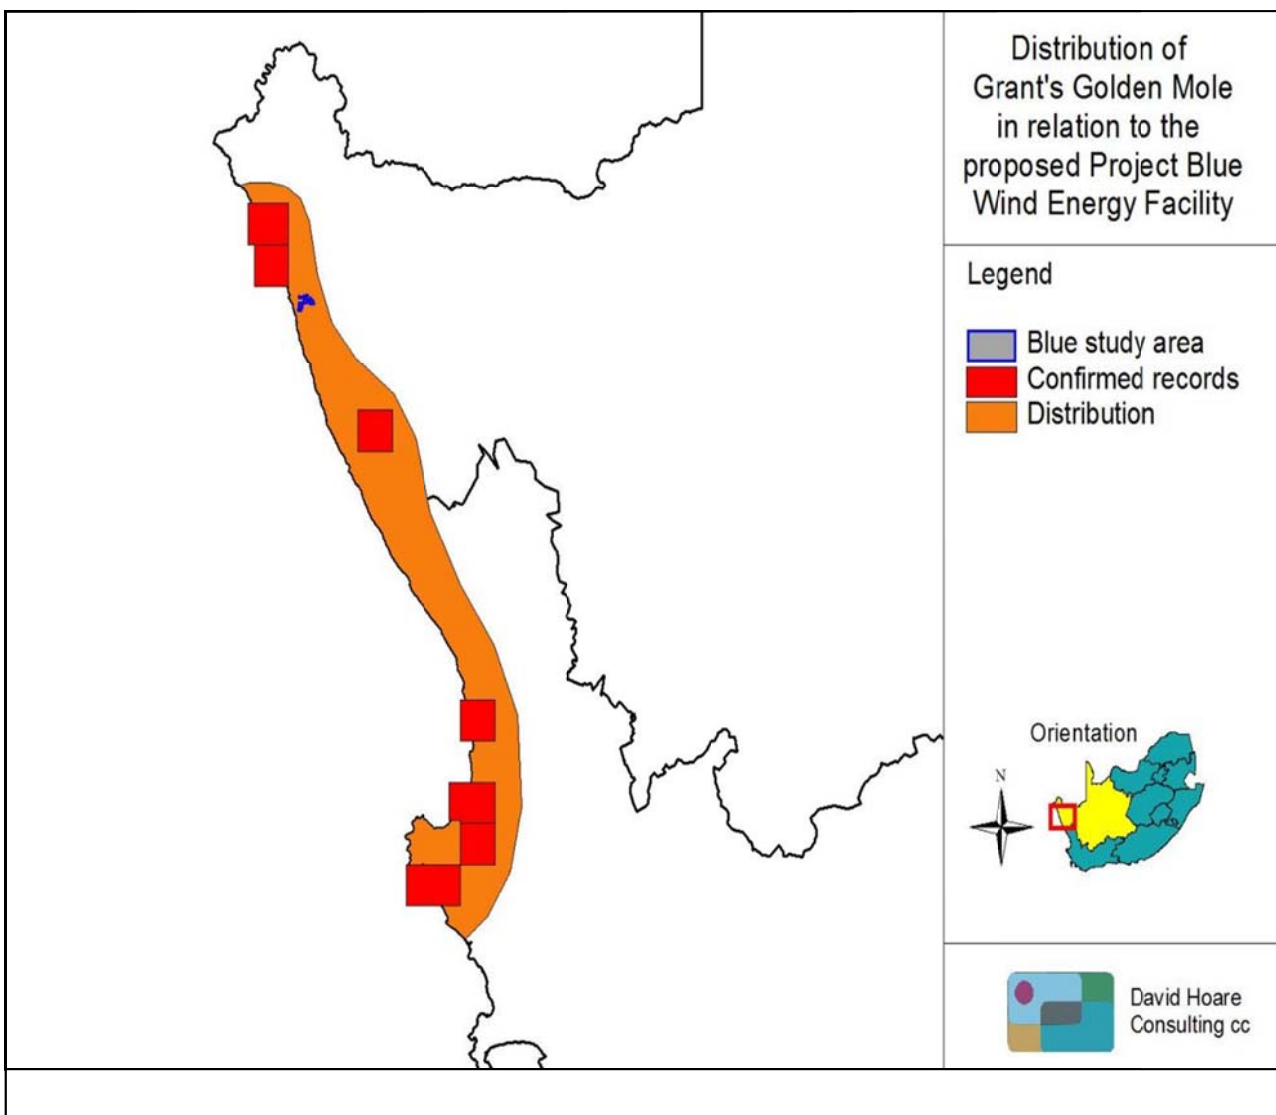 Distribution of
Grant's Golden Mole
in relation to the
proposed Project Blue
Wind Energy Facility
Legend
Blue study area
Confirmed records
Distribution
Orientation
N
David Hoare
Consulting cc